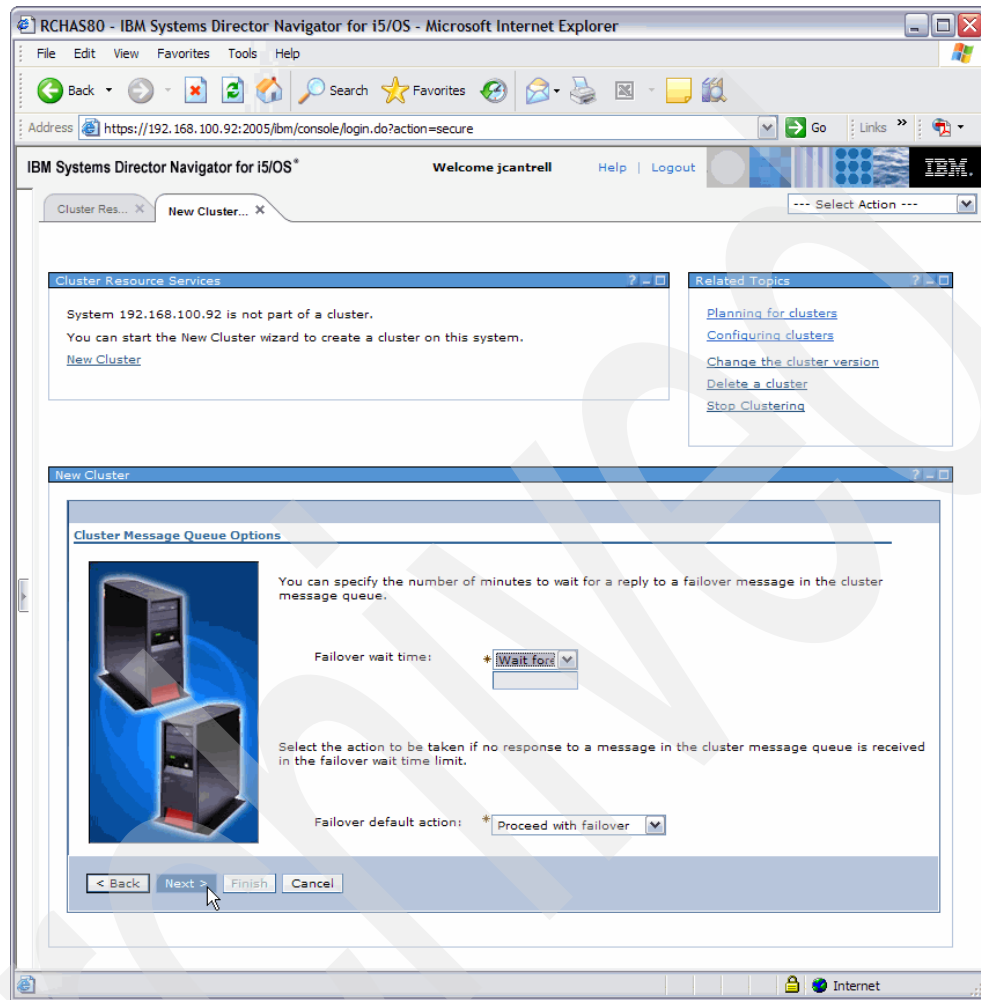 RCHAS80 - IBM Systems Director Navigator for i5/OS - Microsoft Internet Explorer
File Edit View Favorites Tools Help
Back Search Favorites
Address https://192.168.100.92:2005/ibm/console/login.do?action=secure Go Links »
IBM Systems Director Navigator for i5/OS® Welcome jcantrell Help | Logout IBM.
Cluster Res... X New Cluster... X --- Select Action ---
Cluster Resource Services ?
System 192.168.100.92 is not part of a cluster.
You can start the New Cluster wizard to create a cluster on this system.
New Cluster
Related Topics ?
Planning for clusters
Configuring clusters
Change the cluster version
Delete a cluster
Stop Clustering
New Cluster ?
Cluster Message Queue Options
You can specify the number of minutes to wait for a reply to a failover message in the cluster
message queue.
Failover wait time: * Wait fore
Select the action to be taken if no response to a message in the cluster message queue is received
in the failover wait time limit.
Failover default action: * Proceed with failover
< Back Next > Finish Cancel
Internet